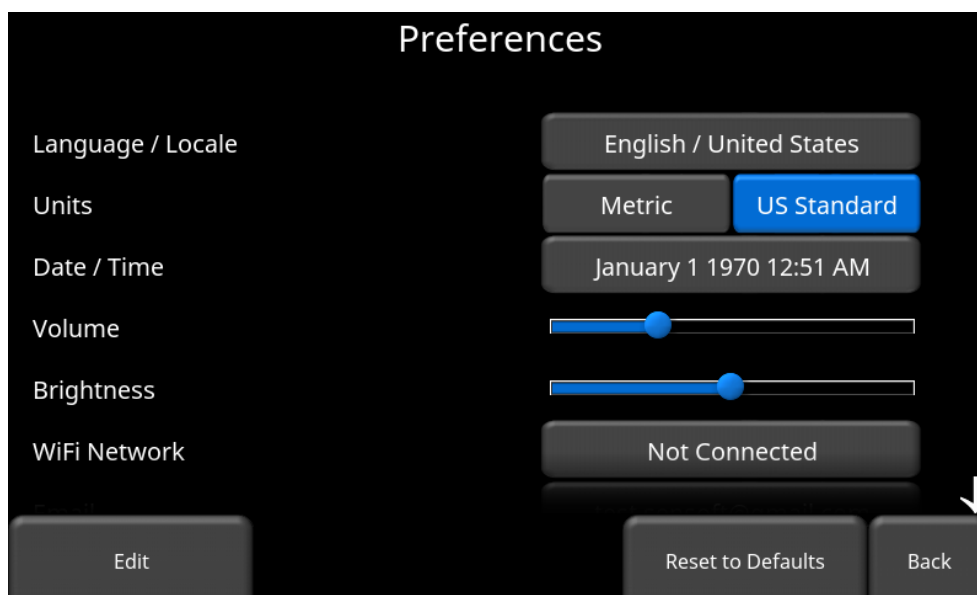 Preferences
Language / Locale English / United States
Units Metric US Standard
Date / Time January 1 1970 12:51 AM
Volume
Brightness
WiFi Network Not Connected
Email
Edit Reset to Defaults Back